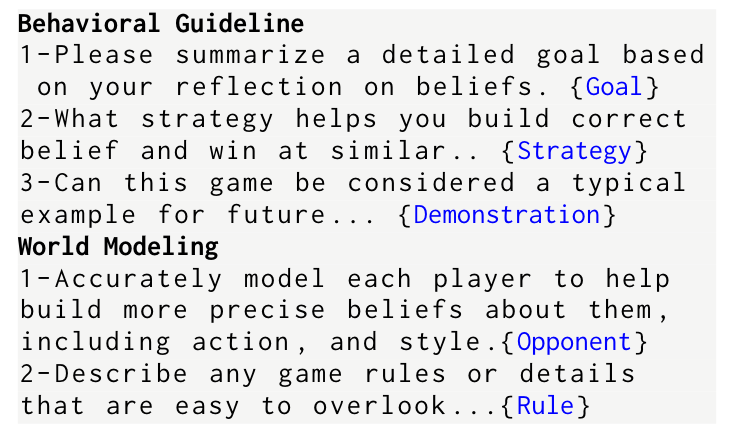 Behavioral Guideline
1-Please summarize a detailed goal based
on your reflection on beliefs. {Goal}
2-What strategy helps you build correct
belief and win at similar.. {Strategy}
3-Can this game be considered a typical
example for future... {Demonstration}
World Modeling
1-Accurately model each player to help
build more precise beliefs about them,
including action, and style.{Opponent}
2-Describe any game rules or details
that are easy to overlook...{Rule}